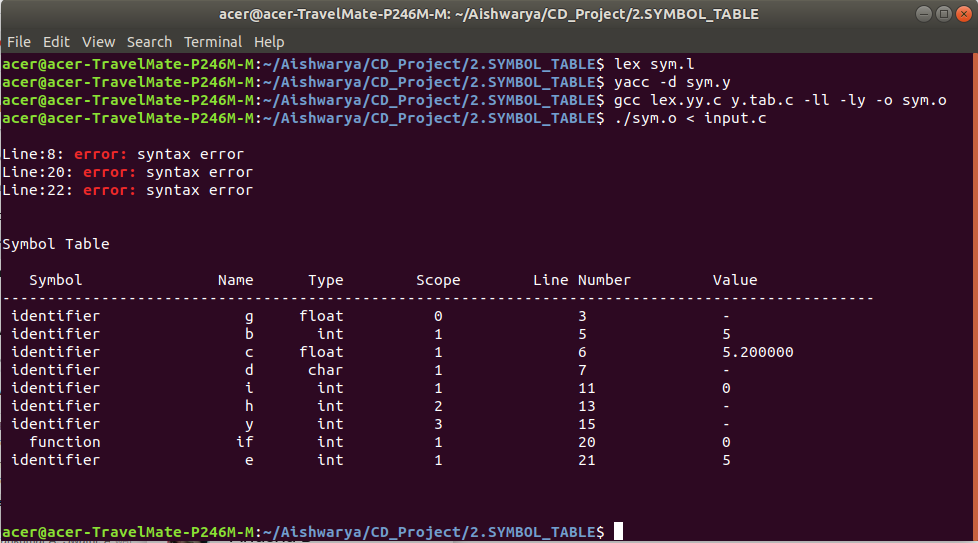 acer@acer-TravelMate-P246M-M: ~/Aishwarya/CD_Project/2.SYMBOL_TABLE
File Edit View Search Terminal Help
acer@acer-TravelMate-P246M-M:~/Aishwarya/CD_Project/2.SYMBOL_TABLE$ lex sym.l
acer@acer-TravelMate-P246M-M:~/Aishwarya/CD_Project/2.SYMBOL_TABLE$ yacc -d sym.y
acer@acer-TravelMate-P246M-M:~/Aishwarya/CD_Project/2.SYMBOL_TABLE$ gcc lex.yy.c y.tab.c -ll -ly -o sym.o
acer@acer-TravelMate-P246M-M:~/Aishwarya/CD_Project/2.SYMBOL_TABLE$ ./sym.o < input.c
Line:8: error: syntax error
Line:20: error: syntax error
Line:22: error: syntax error
Symbol Table
Symbol Name Type Scope Line Number Value
-------------------------------------------------------------------------------------------------
identifier g float 0 3 -
identifier b int 1 5 5
identifier c float 1 6 5.200000
identifier d char 1 7 -
identifier i int 1 11 0
identifier h int 2 13 -
identifier y int 3 15 -
function if int 1 20 0
identifier e int 1 21 5
acer@acer-TravelMate-P246M-M:~/Aishwarya/CD_Project/2.SYMBOL_TABLE$